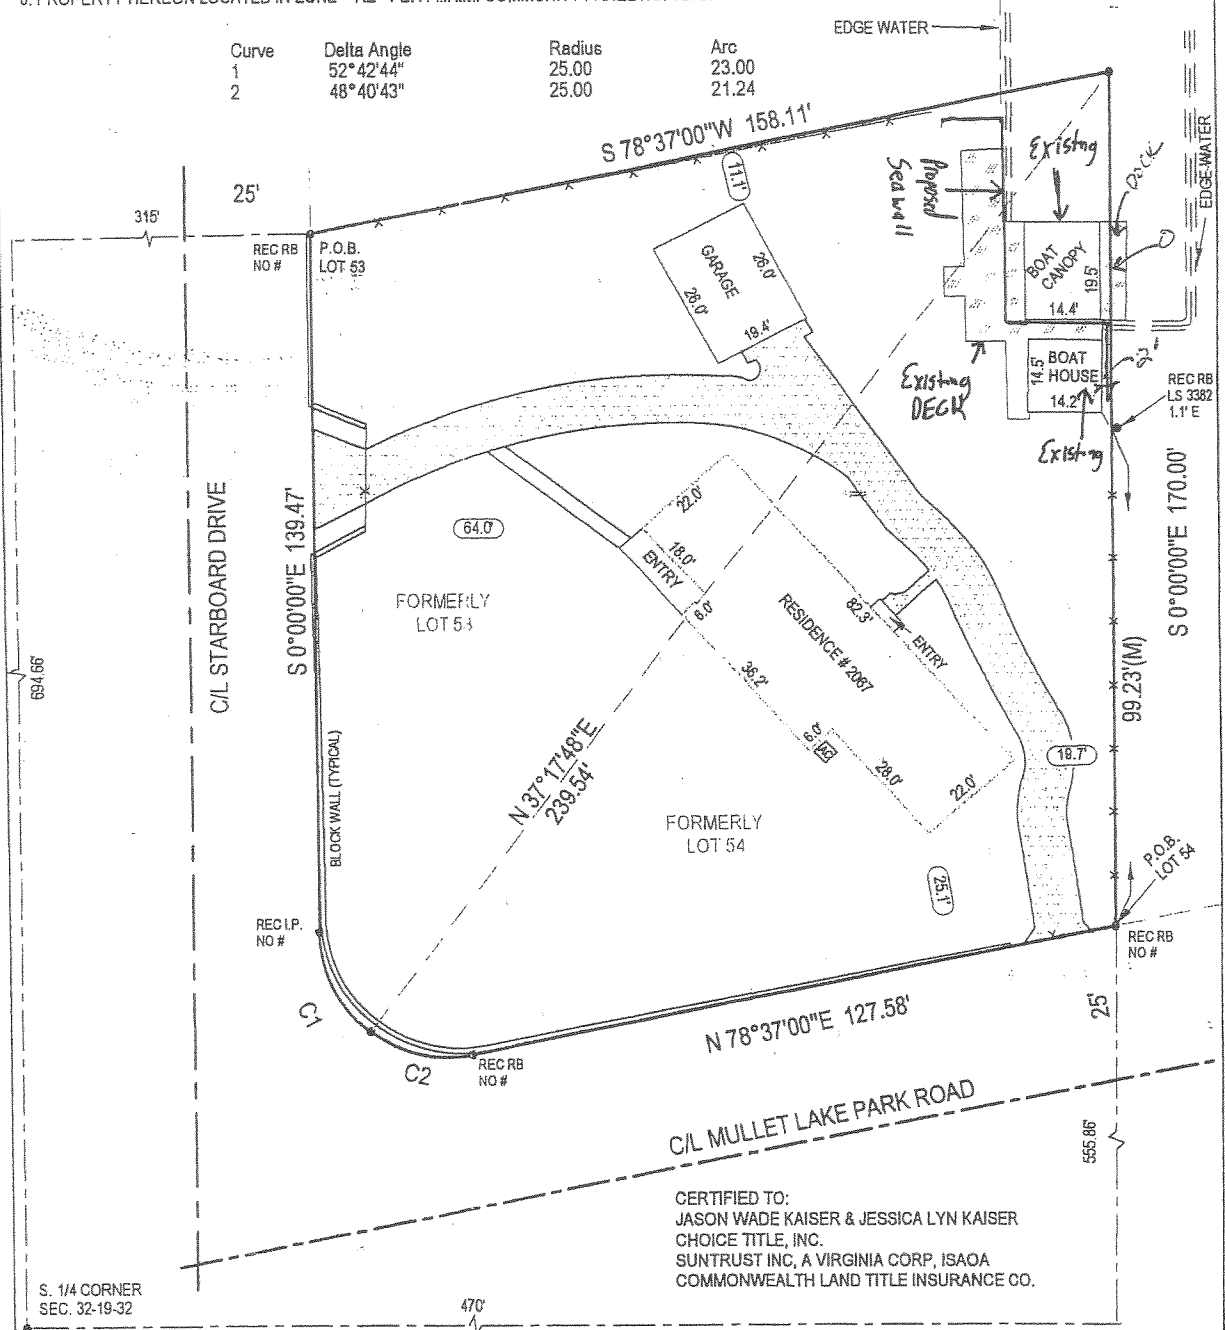 Curve Delta Angle Radius Arc
1 52°42'44" 25.00 23.00
2 48°40'43" 25.00 21.24
EDGE WATER
S 78°37'00"W 158.11'
25'
315'
REC RB
NO #
P.O.B.
LOT 53
11.1'
GARAGE
26.0'
26.0'
19.4'
Proposed
Seawall
Existng
DOCK
EDGE WATER
BOAT
CANOPY
19.5'
14.4'
BOAT
HOUSE
14.5'
14.2'
Existing
DECK
Existing
REC RB
LS 3382
1.1' E
C/L STARBOARD DRIVE
S 0°00'00"E 139.47'
64.0'
22.0'
18.0'
ENTRY
6.0'
FORMERLY
LOT 53
RESIDENCE # 2067
82.3'
ENTRY
36.2'
6.0'
AC
28.0'
22.0'
19.7'
S 0°00'00"E 170.00'
99.23'(M)
694.66'
BLOCK WALL (TYPICAL)
N 37°17'48"E
239.54'
FORMERLY
LOT 54
25.1'
P.O.B.
LOT 54
REC I.P.
NO #
REC RB
NO #
C1
C2
REC RB
NO #
N 78°37'00"E 127.58'
25'
C/L MULLET LAKE PARK ROAD
555.86'
CERTIFIED TO:
JASON WADE KAISER & JESSICA LYN KAISER
CHOICE TITLE, INC.
SUNTRUST INC, A VIRGINIA CORP, ISAOA
COMMONWEALTH LAND TITLE INSURANCE CO.
S. 1/4 CORNER
SEC. 32-19-32
470'